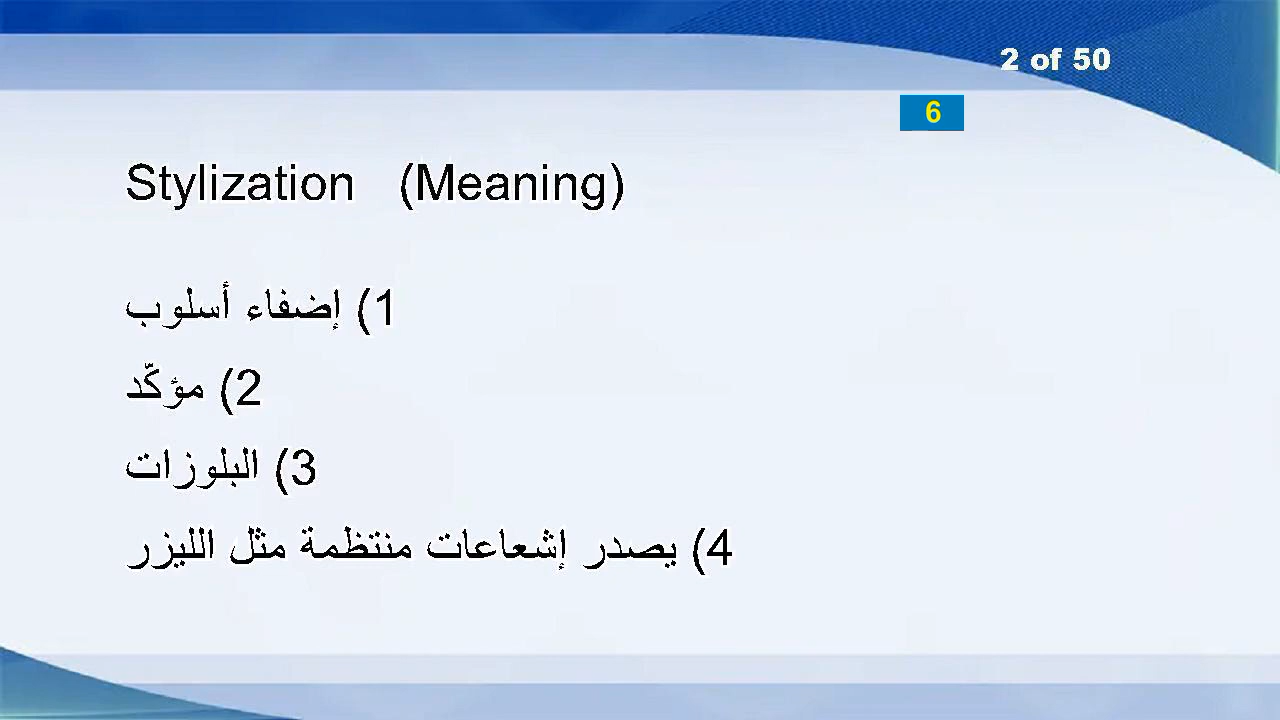 2 of 50
6
Stylization (Meaning)
1) إضفاء أسلوب
2) مؤكّد
3) البلوزات
4) يصدر إشعاعات منتظمة مثل الليزر